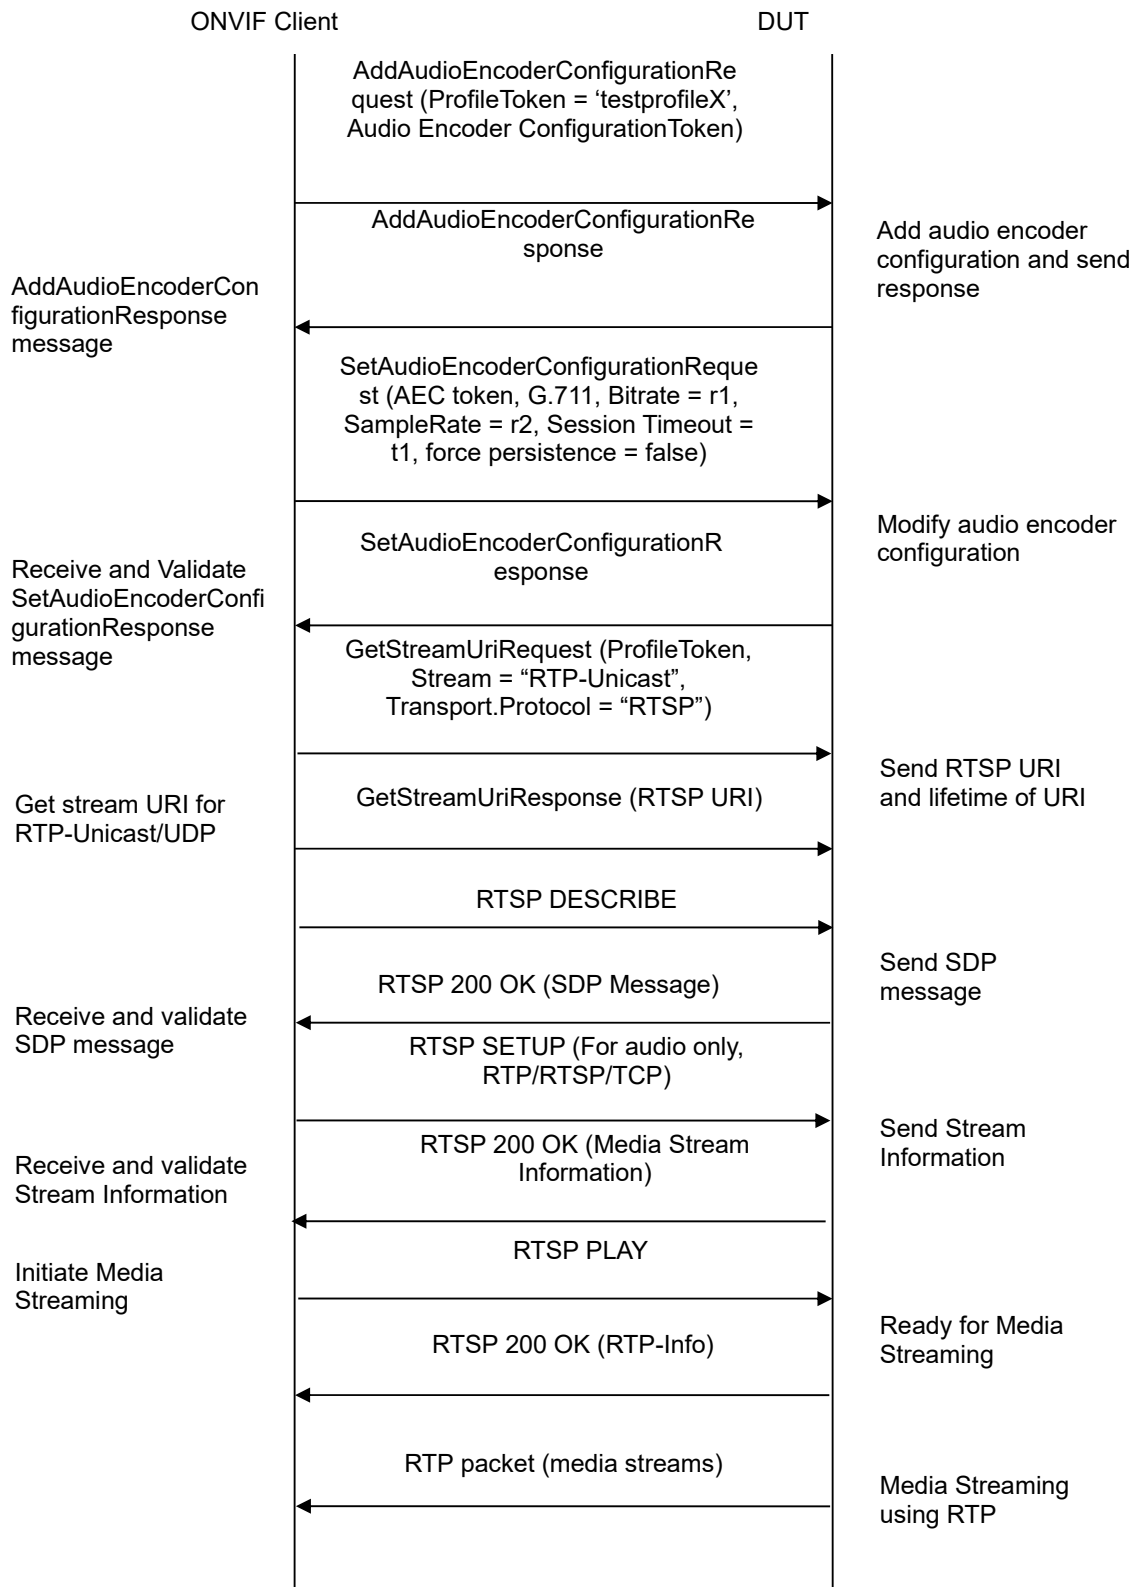 ONVIF Client
DUT
AddAudioEncoderConfigurationRe
quest (ProfileToken = ‘testprofileX’,
Audio Encoder ConfigurationToken)
AddAudioEncoderConfigurationRe
sponse
Add audio encoder
configuration and send
response
AddAudioEncoderCon
figurationResponse
message
SetAudioEncoderConfigurationReque
st (AEC token, G.711, Bitrate = r1,
SampleRate = r2, Session Timeout =
t1, force persistence = false)
Modify audio encoder
configuration
SetAudioEncoderConfigurationR
esponse
Receive and Validate
SetAudioEncoderConfi
gurationResponse
message
GetStreamUriRequest (ProfileToken,
Stream = “RTP-Unicast”,
Transport.Protocol = “RTSP”)
Send RTSP URI
and lifetime of URI
GetStreamUriResponse (RTSP URI)
Get stream URI for
RTP-Unicast/UDP
RTSP DESCRIBE
Send SDP
message
RTSP 200 OK (SDP Message)
Receive and validate
SDP message
RTSP SETUP (For audio only,
RTP/RTSP/TCP)
Send Stream
Information
RTSP 200 OK (Media Stream
Information)
Receive and validate
Stream Information
RTSP PLAY
Initiate Media
Streaming
Ready for Media
Streaming
RTSP 200 OK (RTP-Info)
RTP packet (media streams)
Media Streaming
using RTP